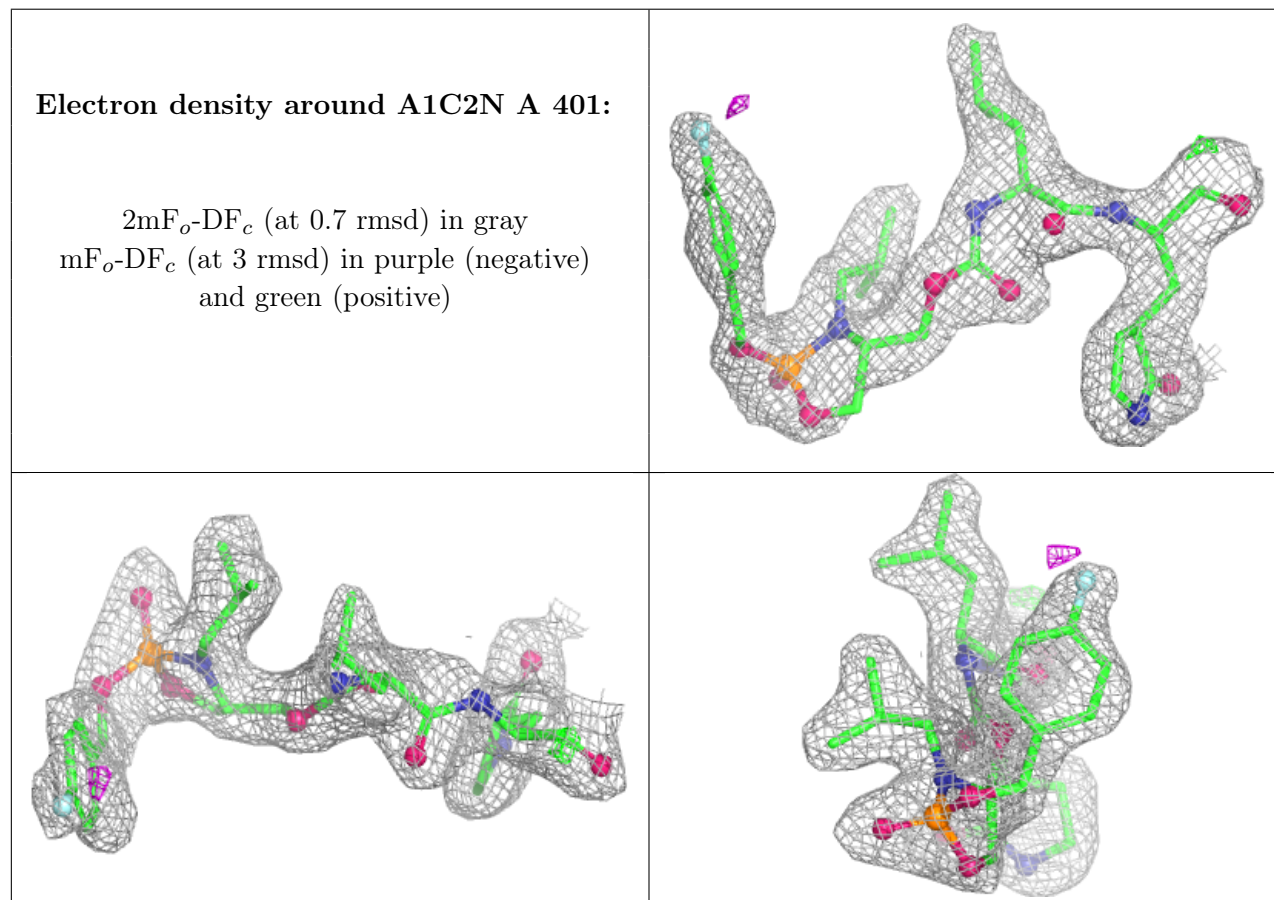 Electron density around A1C2N A 401:
2mFo-DFc (at 0.7 rmsd) in gray
mFo-DFc (at 3 rmsd) in purple (negative)
and green (positive)